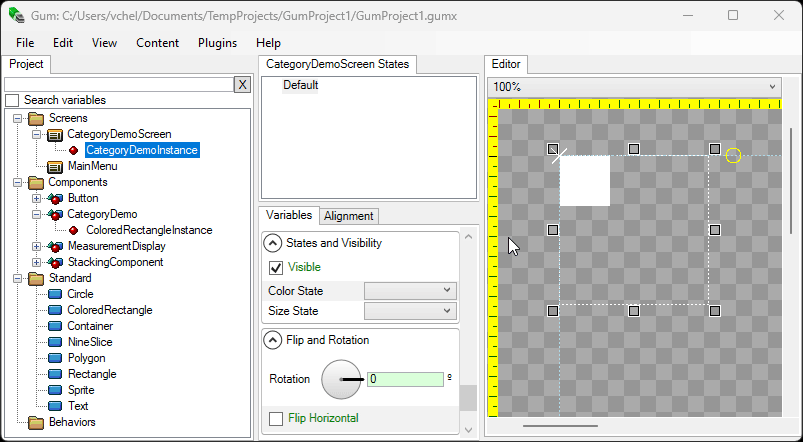 Gum: C:/Users/vchel/Documents/TempProjects/GumProject1/GumProject1.gumx
File Edit View Content Plugins Help
Project
X
Search variables
Screens
CategoryDemoScreen
CategoryDemoInstance
MainMenu
Components
Button
CategoryDemo
ColoredRectangleInstance
MeasurementDisplay
StackingComponent
Standard
Circle
ColoredRectangle
Container
NineSlice
Polygon
Rectangle
Sprite
Text
Behaviors
CategoryDemoScreen States
Default
Variables Alignment
States and Visibility
Visible
Color State
Size State
Flip and Rotation
Rotation 0 º
Flip Horizontal
Editor
100%